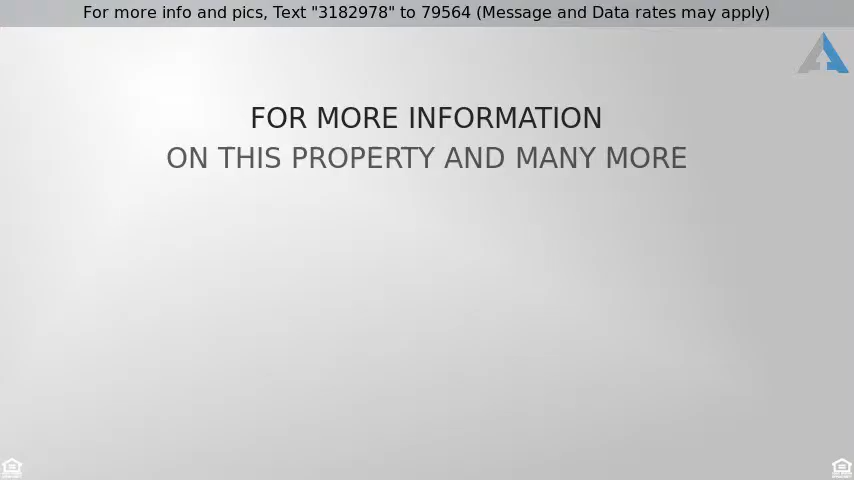 For more info and pics, Text "3182978" to 79564 (Message and Data rates may apply)
FOR MORE INFORMATION
ON THIS PROPERTY AND MANY MORE